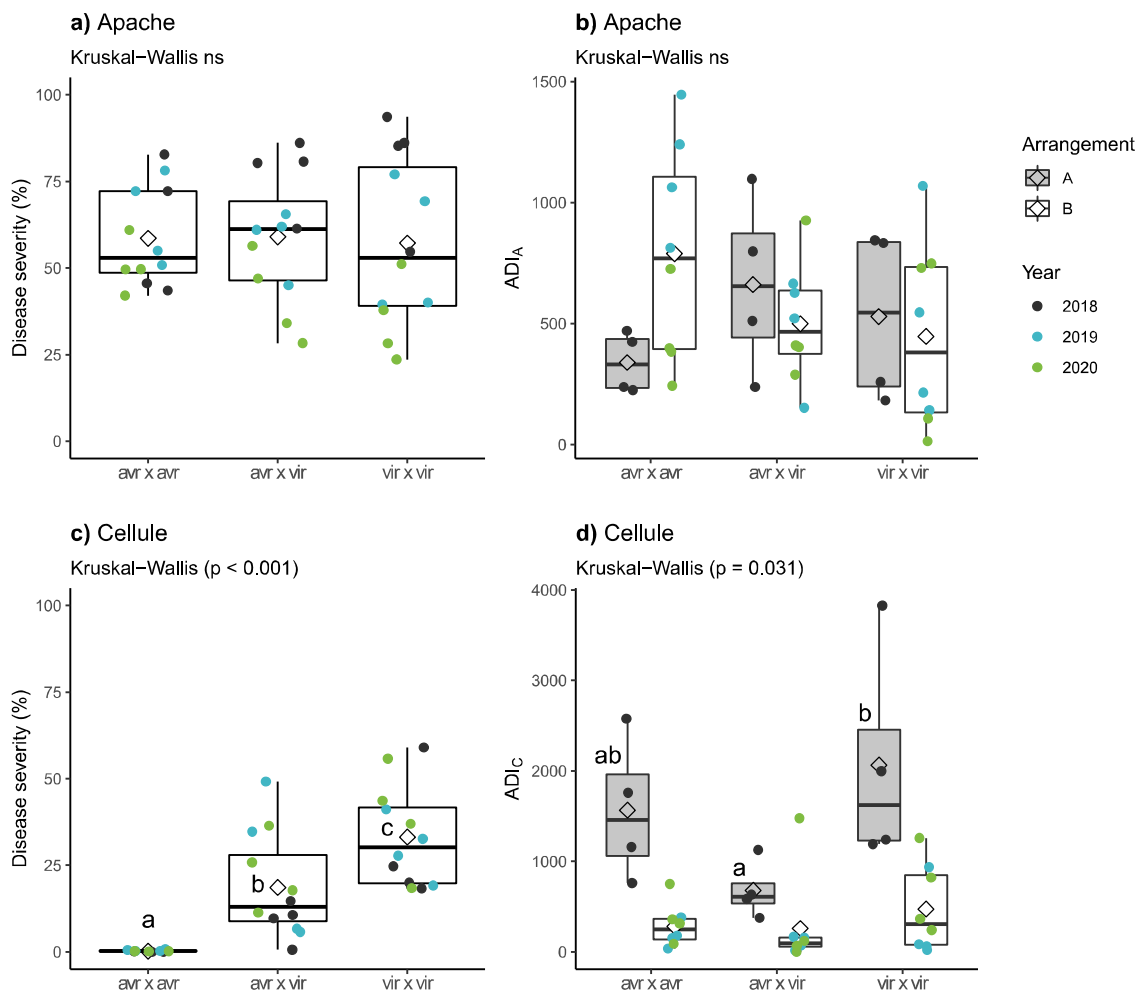 a) Apache
Kruskal−Wallis ns
Disease severity (%)
100
75
50
25
0
avr x avr
avr x vir
vir x vir
b) Apache
Kruskal−Wallis ns
ADI_A
1500
1000
500
0
avr x avr
avr x vir
vir x vir
Arrangement
A
B
Year
2018
2019
2020
c) Cellule
Kruskal−Wallis (p < 0.001)
Disease severity (%)
100
75
50
25
0
a
b
c
avr x avr
avr x vir
vir x vir
d) Cellule
Kruskal−Wallis (p = 0.031)
ADI_C
4000
3000
2000
1000
0
ab
a
b
avr x avr
avr x vir
vir x vir